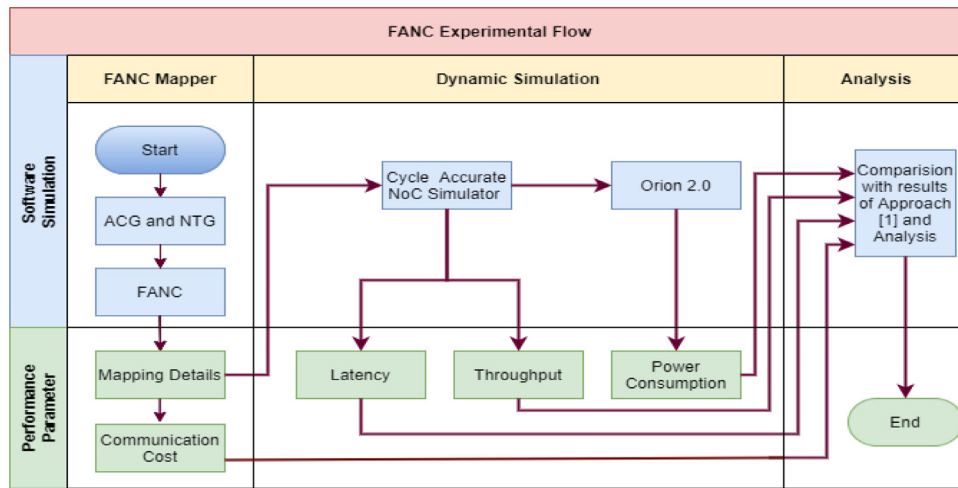 FANC Experimental Flow
FANC Mapper
Dynamic Simulation
Analysis
Software
Simulation
Start
ACG and NTG
FANC
Cycle Accurate
NoC Simulator
Orion 2.0
Comparision
with results
of Approach
[1] and
Analysis
Performance
Parameter
Mapping Details
Communication
Cost
Latency
Throughput
Power
Consumption
End